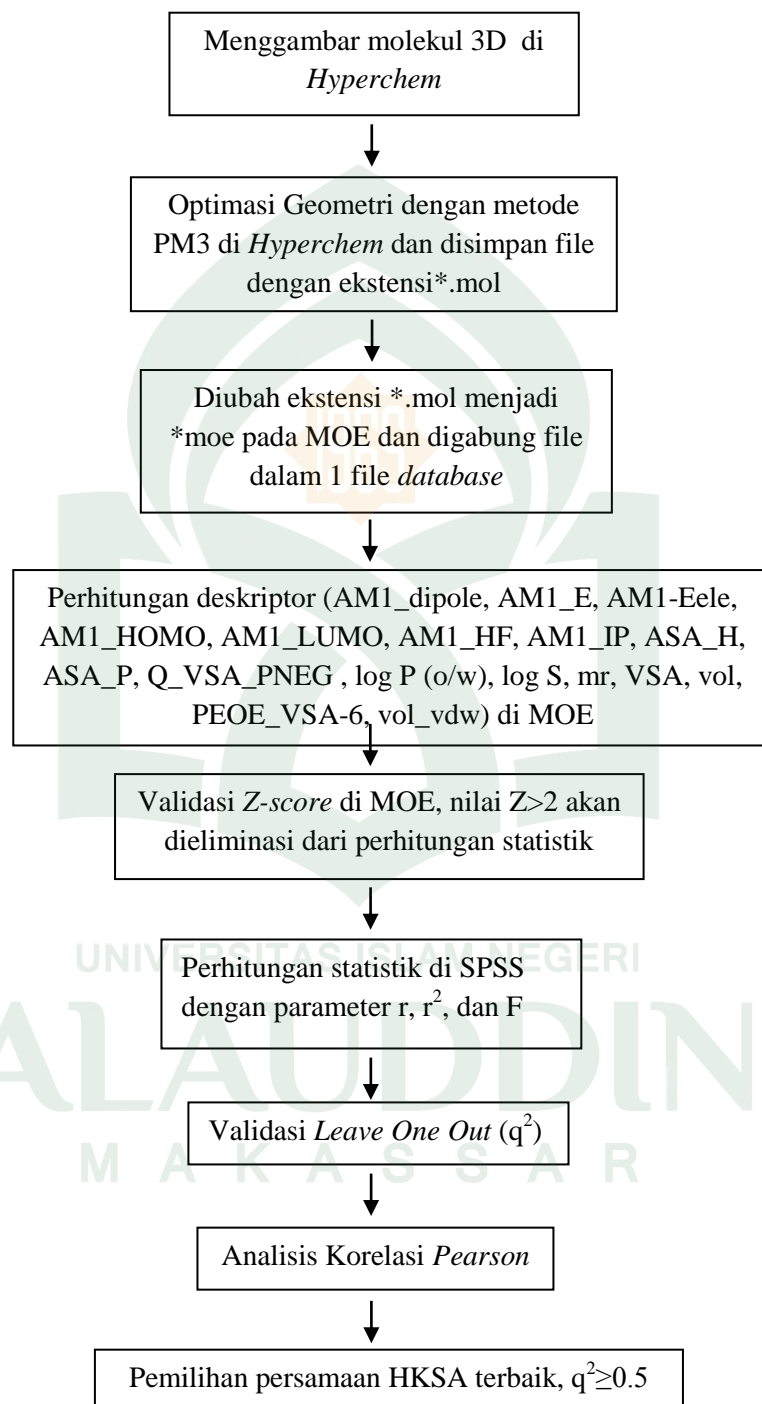 Menggambar molekul 3D di
Hyperchem
Optimasi Geometri dengan metode
PM3 di Hyperchem dan disimpan file
dengan ekstensi*.mol
Diubah ekstensi *.mol menjadi
*moe pada MOE dan digabung file
dalam 1 file database
Perhitungan deskriptor (AM1_dipole, AM1_E, AM1-Eele,
AM1_HOMO, AM1_LUMO, AM1_HF, AM1_IP, ASA_H,
ASA_P, Q_VSA_PNEG , log P (o/w), log S, mr, VSA, vol,
PEOE_VSA-6, vol_vdw) di MOE
Validasi Z-score di MOE, nilai Z>2 akan
dieliminasi dari perhitungan statistik
UNIVERSITAS ISLAM NEGERI
Perhitungan statistik di SPSS
dengan parameter r, r², dan F
ALAUDDIN
Validasi Leave One Out (q²)
MAKASSAR
Analisis Korelasi Pearson
Pemilihan persamaan HKSA terbaik, q²≥0.5